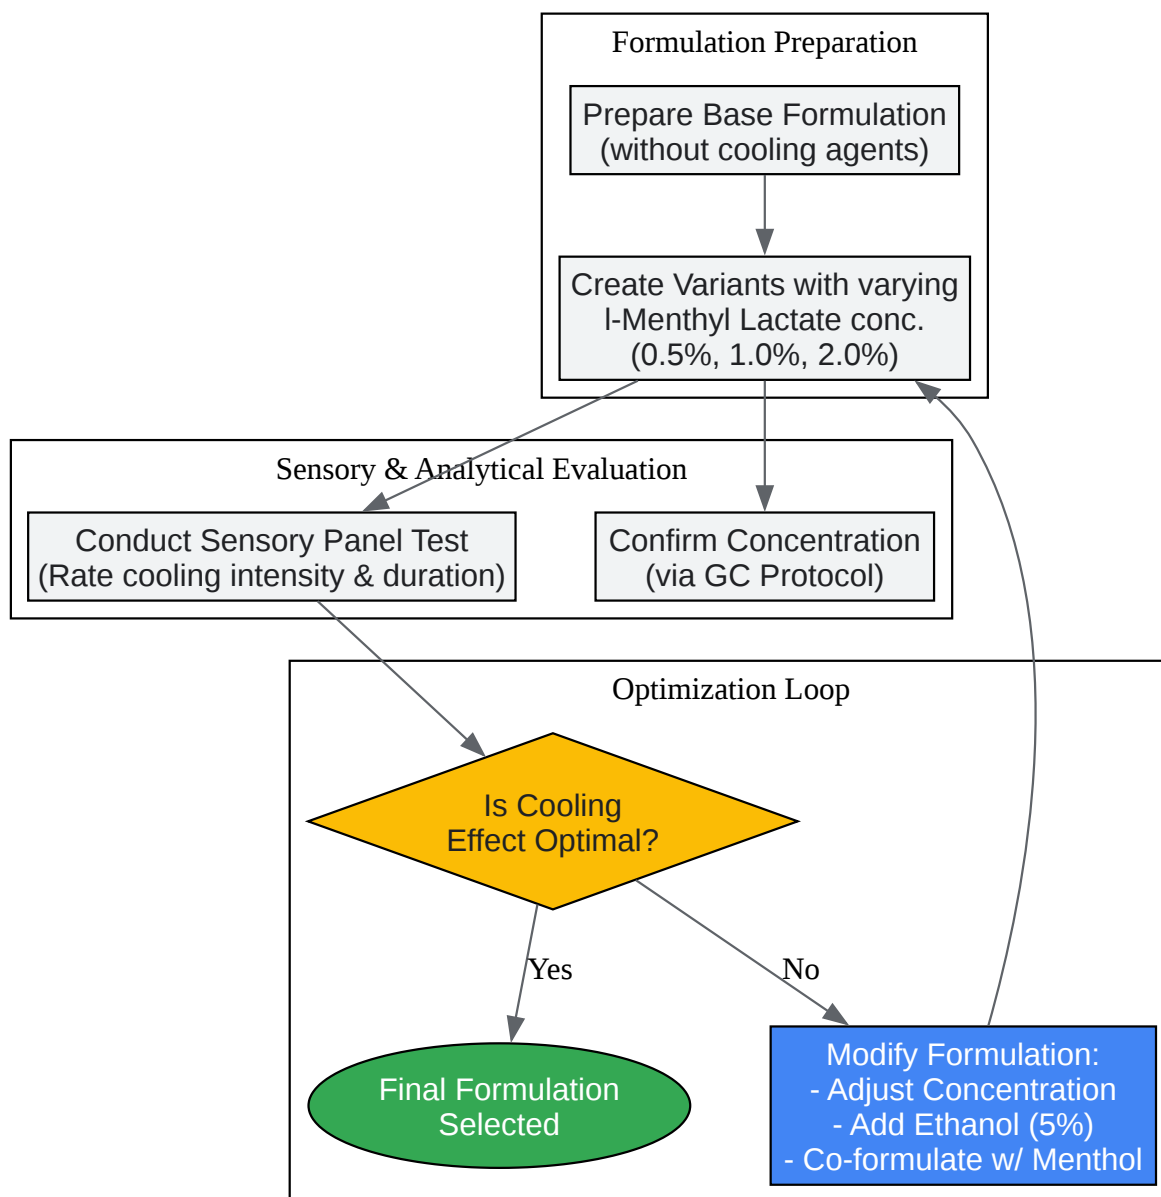 Formulation Preparation
Prepare Base Formulation
(without cooling agents)
Create Variants with varying
l-Menthyl Lactate conc.
(0.5%, 1.0%, 2.0%)
Sensory & Analytical Evaluation
Conduct Sensory Panel Test
(Rate cooling intensity & duration)
Confirm Concentration
(via GC Protocol)
Optimization Loop
Is Cooling
Effect Optimal?
Yes
No
Final Formulation
Selected
Modify Formulation:
- Adjust Concentration
- Add Ethanol (5%)
- Co-formulate w/ Menthol